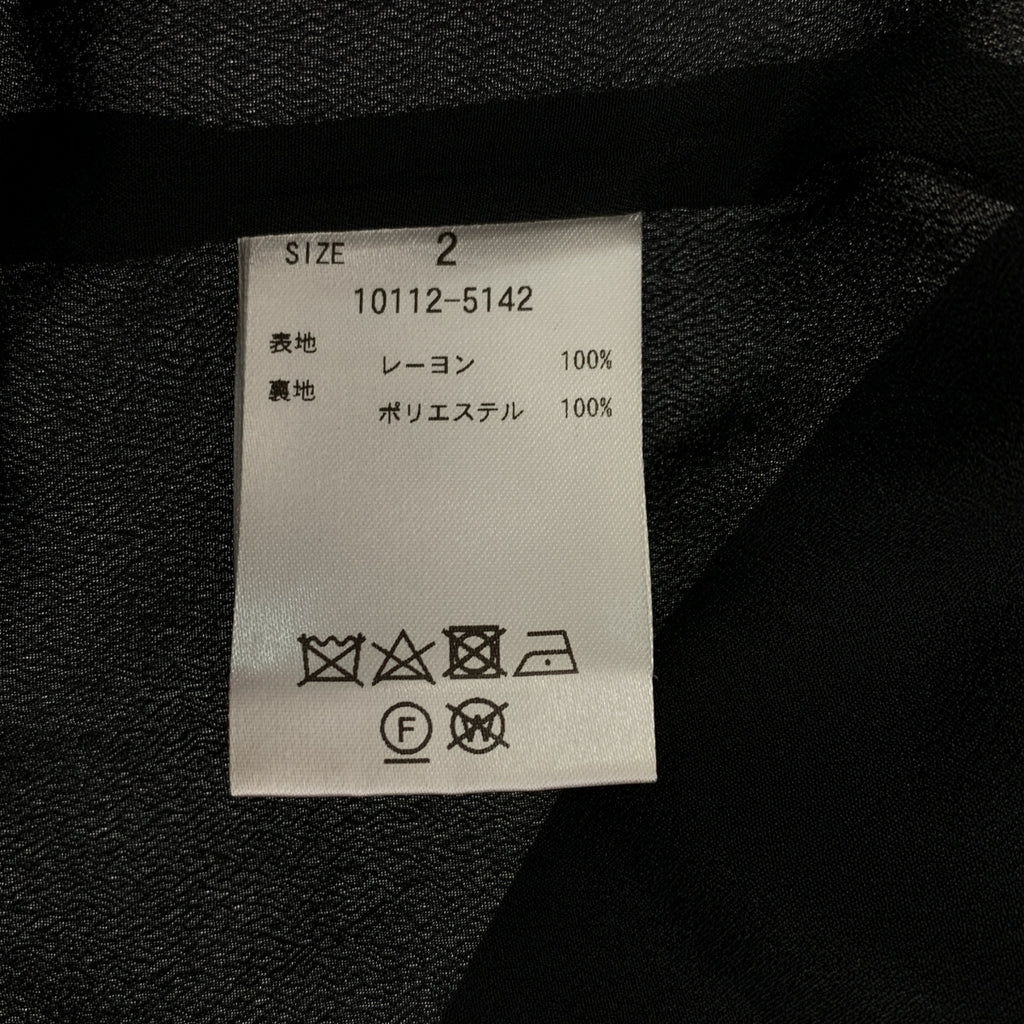 SIZE 2
10112-5142
表地
レーヨン 100%
裏地
ポリエステル 100%
F W